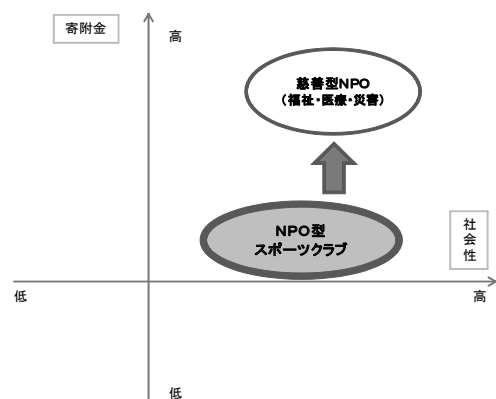 寄附金
高
慈善型NPO
(福祉・医療・災害)
NPO型
スポーツクラブ
社会性
低
高
低